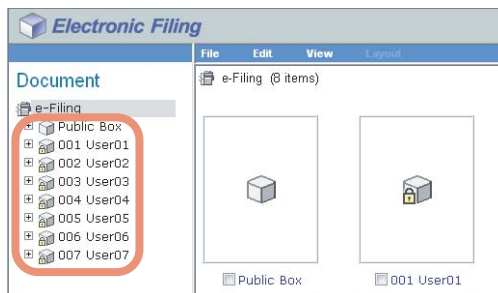 Electronic Filing
File Edit View Layout
Document
e-Filing (8 items)
e-Filing
Public Box
001 User01
002 User02
003 User03
004 User04
005 User05
006 User06
007 User07
Public Box 001 User01